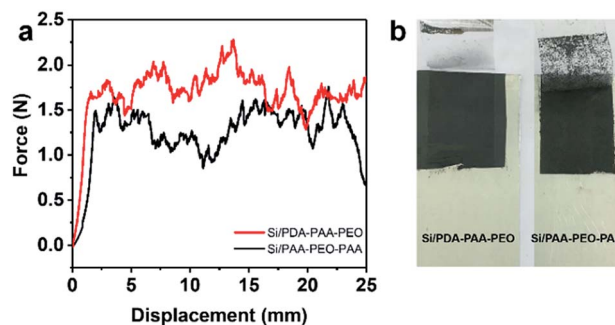 a
b
Force (N)
2.5
2.0
1.5
1.0
0.5
0.0
Si/PDA-PAA-PEO
Si/PAA-PEO-PAA
0
5
10
15
20
25
Displacement (mm)
Si/PDA-PAA-PEO
Si/PAA-PEO-PA